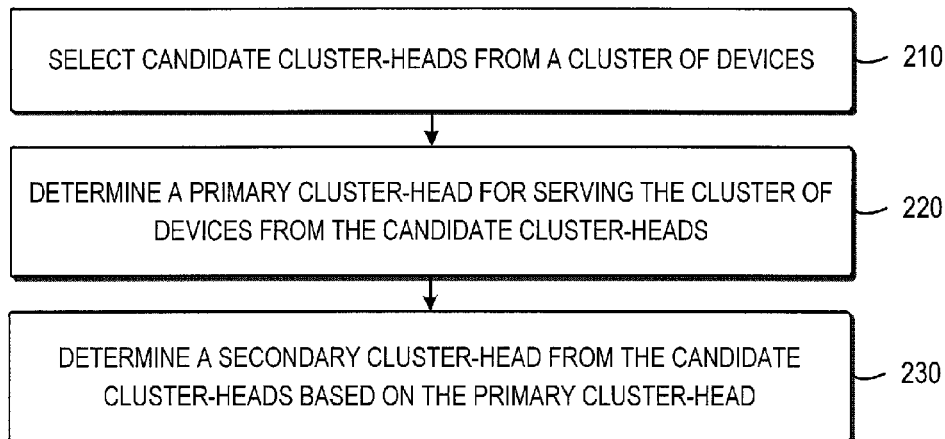 SELECT CANDIDATE CLUSTER-HEADS FROM A CLUSTER OF DEVICES
210
DETERMINE A PRIMARY CLUSTER-HEAD FOR SERVING THE CLUSTER OF
DEVICES FROM THE CANDIDATE CLUSTER-HEADS
220
DETERMINE A SECONDARY CLUSTER-HEAD FROM THE CANDIDATE
CLUSTER-HEADS BASED ON THE PRIMARY CLUSTER-HEAD
230